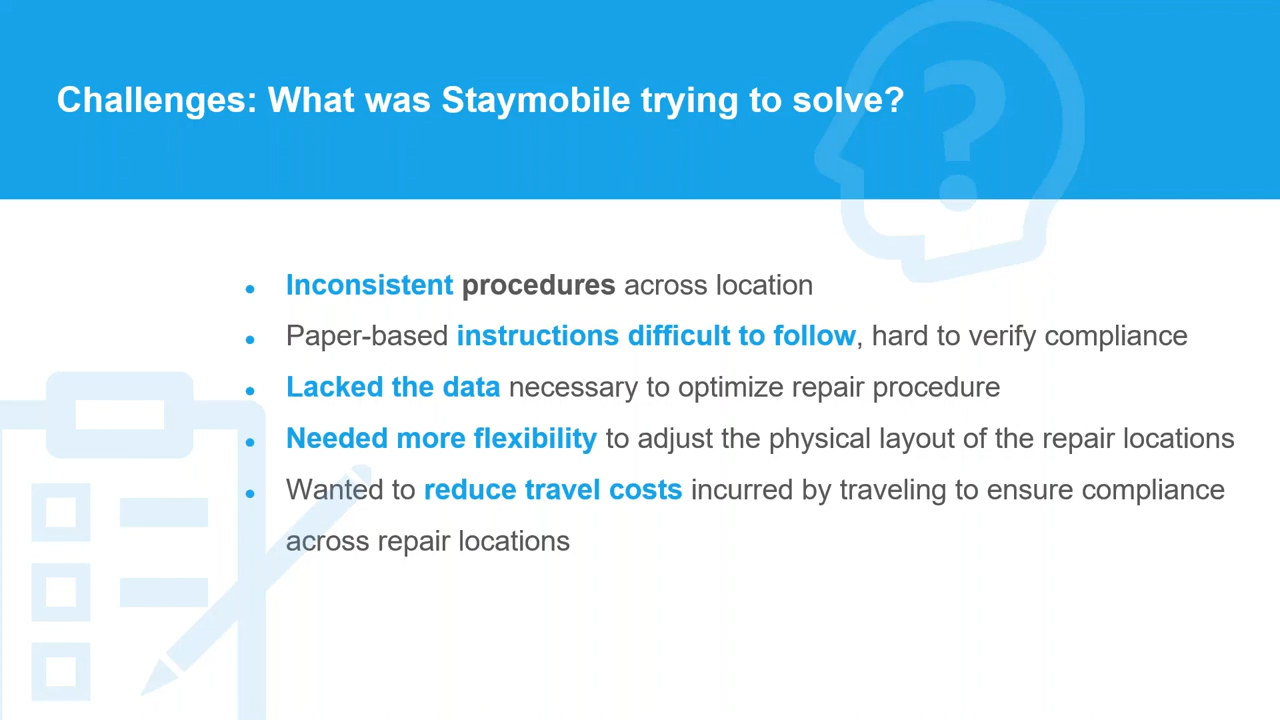 Challenges: What was Staymobile trying to solve?
• Inconsistent procedures across location
• Paper-based instructions difficult to follow, hard to verify compliance
• Lacked the data necessary to optimize repair procedure
• Needed more flexibility to adjust the physical layout of the repair locations
• Wanted to reduce travel costs incurred by traveling to ensure compliance
across repair locations